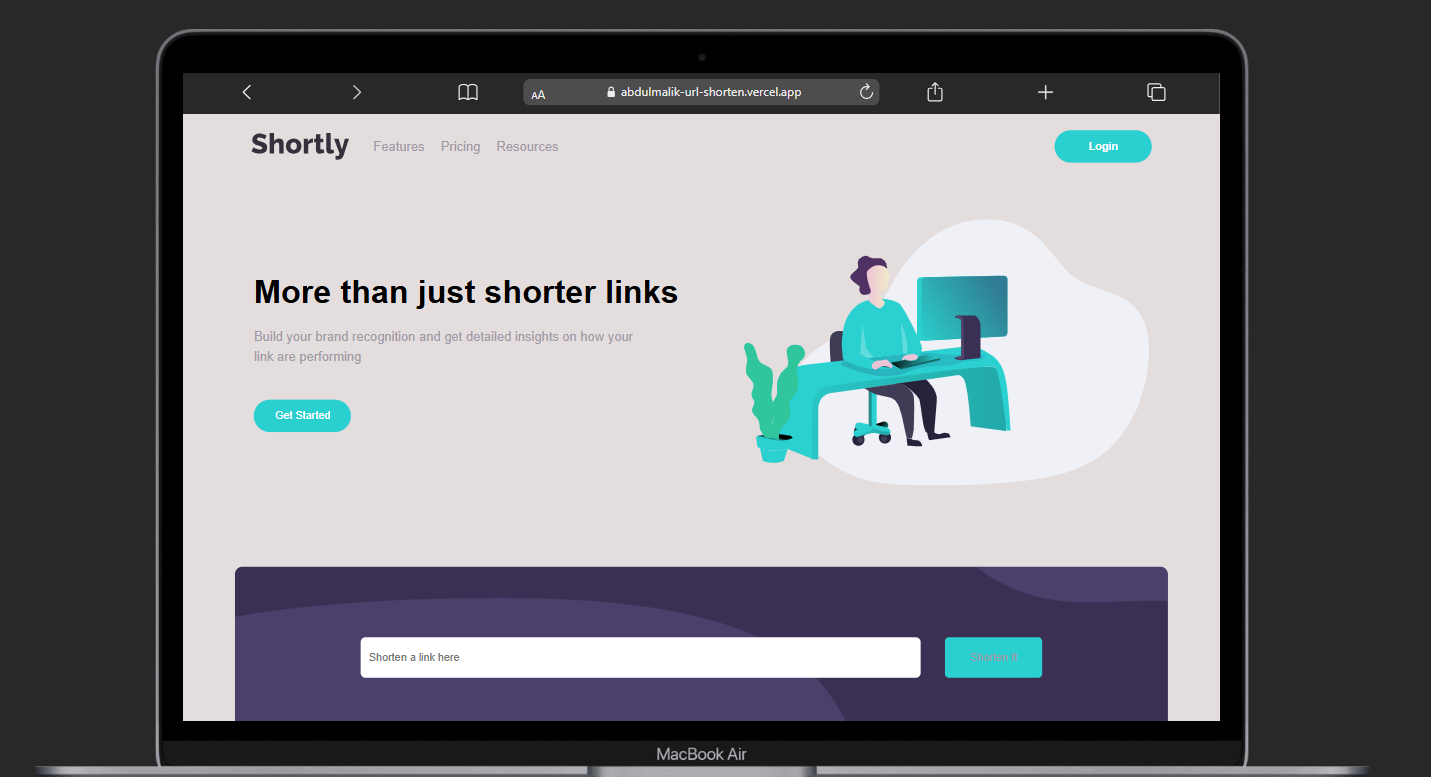 AA abdulmalik-url-shorten.vercel.app
Shortly Features Pricing Resources Login
More than just shorter links
Build your brand recognition and get detailed insights on how your
link are performing
Get Started
Shorten a link here Shorten it
MacBook Air